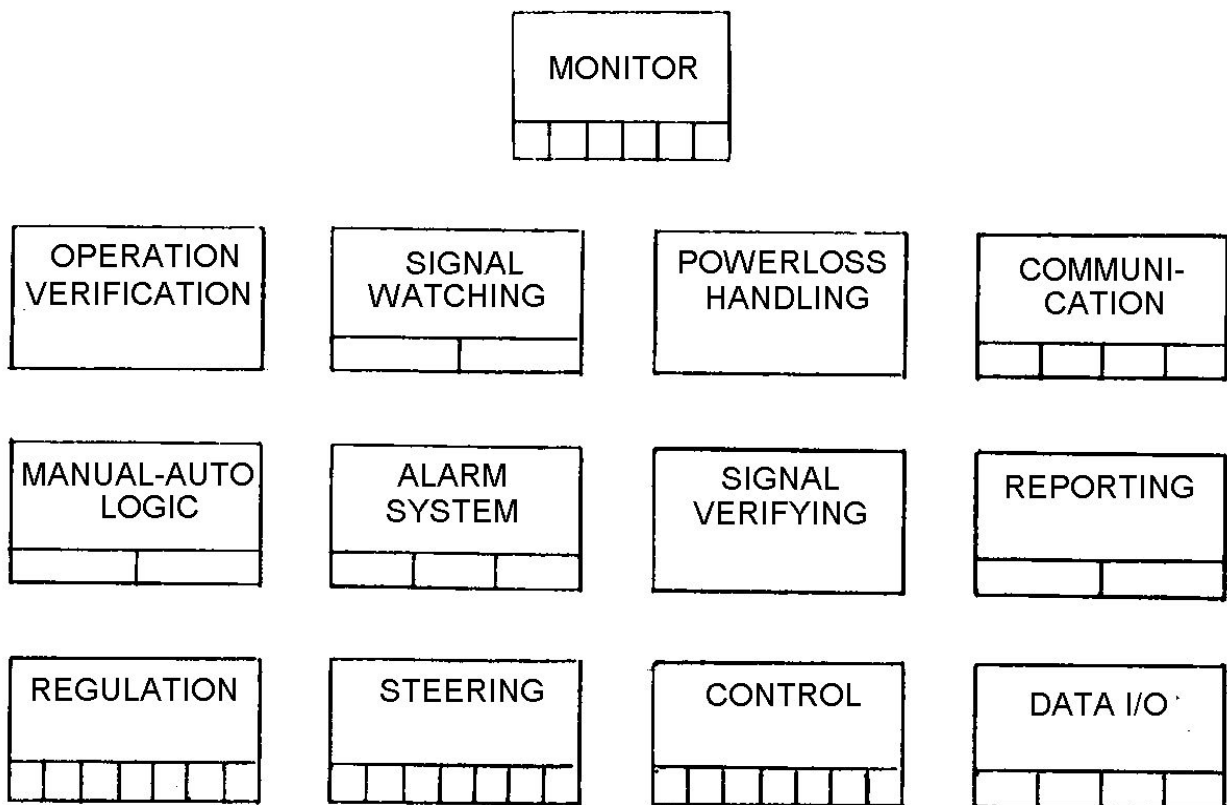 MONITOR
OPERATION
VERIFICATION
SIGNAL
WATCHING
POWERLOSS
HANDLING
COMMUNI-
CATION
MANUAL-AUTO
LOGIC
ALARM
SYSTEM
SIGNAL
VERIFYING
REPORTING
REGULATION
STEERING
CONTROL
DATA I/O